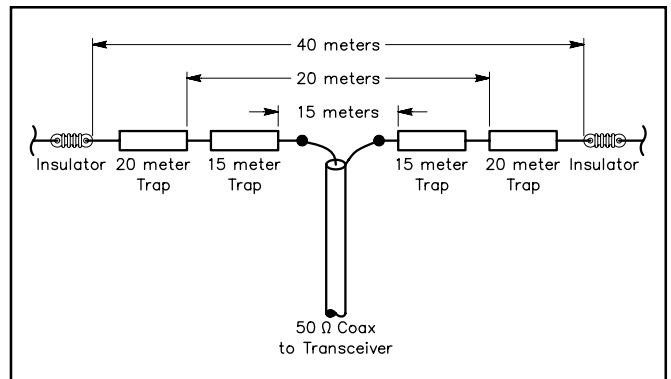 40 meters
20 meters
15 meters
Insulator
20 meter
Trap
15 meter
Trap
15 meter
Trap
20 meter
Trap
Insulator
50 Ω Coax
to Transceiver